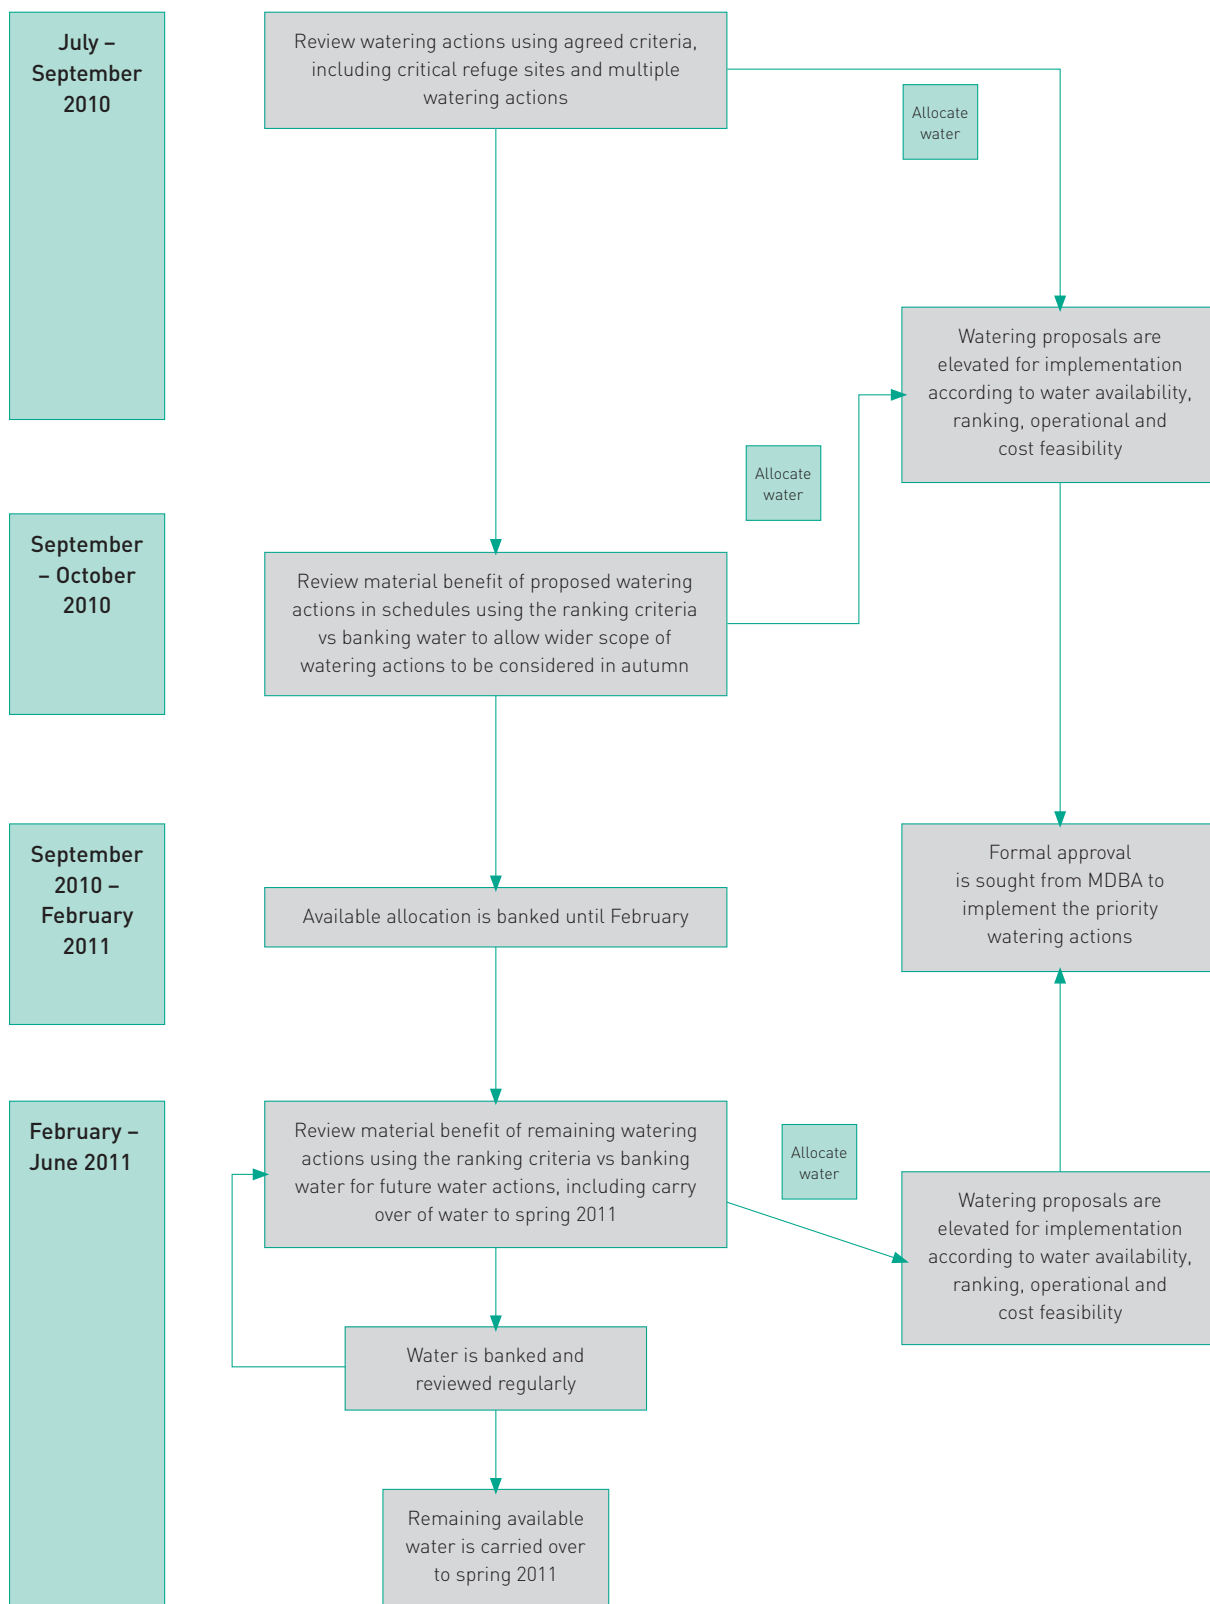 July –
September
2010
Review watering actions using agreed criteria,
including critical refuge sites and multiple
watering actions
Allocate
water
Watering proposals are
elevated for implementation
according to water availability,
ranking, operational and
cost feasibility
Allocate
water
September
– October
2010
Review material benefit of proposed watering
actions in schedules using the ranking criteria
vs banking water to allow wider scope of
watering actions to be considered in autumn
September
2010 –
February
2011
Available allocation is banked until February
Formal approval
is sought from MDBA to
implement the priority
watering actions
February –
June 2011
Review material benefit of remaining watering
actions using the ranking criteria vs banking
water for future water actions, including carry
over of water to spring 2011
Allocate
water
Watering proposals are
elevated for implementation
according to water availability,
ranking, operational and
cost feasibility
Water is banked and
reviewed regularly
Remaining available
water is carried over
to spring 2011